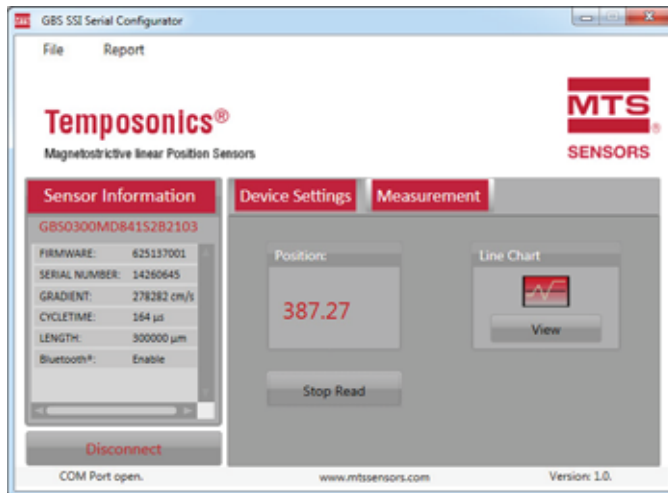 GBS SSI Serial Configurator
File Report
Temposonics®
Magnetostrictive linear Position Sensors
MTS
®
SENSORS
Sensor Information
GBS0300MD841S2B2103
FIRMWARE: 625137001
SERIAL NUMBER: 14260645
GRADIENT: 278282 cm/s
CYCLETIME: 164 µs
LENGTH: 300000 µm
Bluetooth®: Enable
Disconnect
Device Settings Measurement
Position:
387.27
Stop Read
Line Chart
View
COM Port open. www.mtssensors.com Version: 1.0.